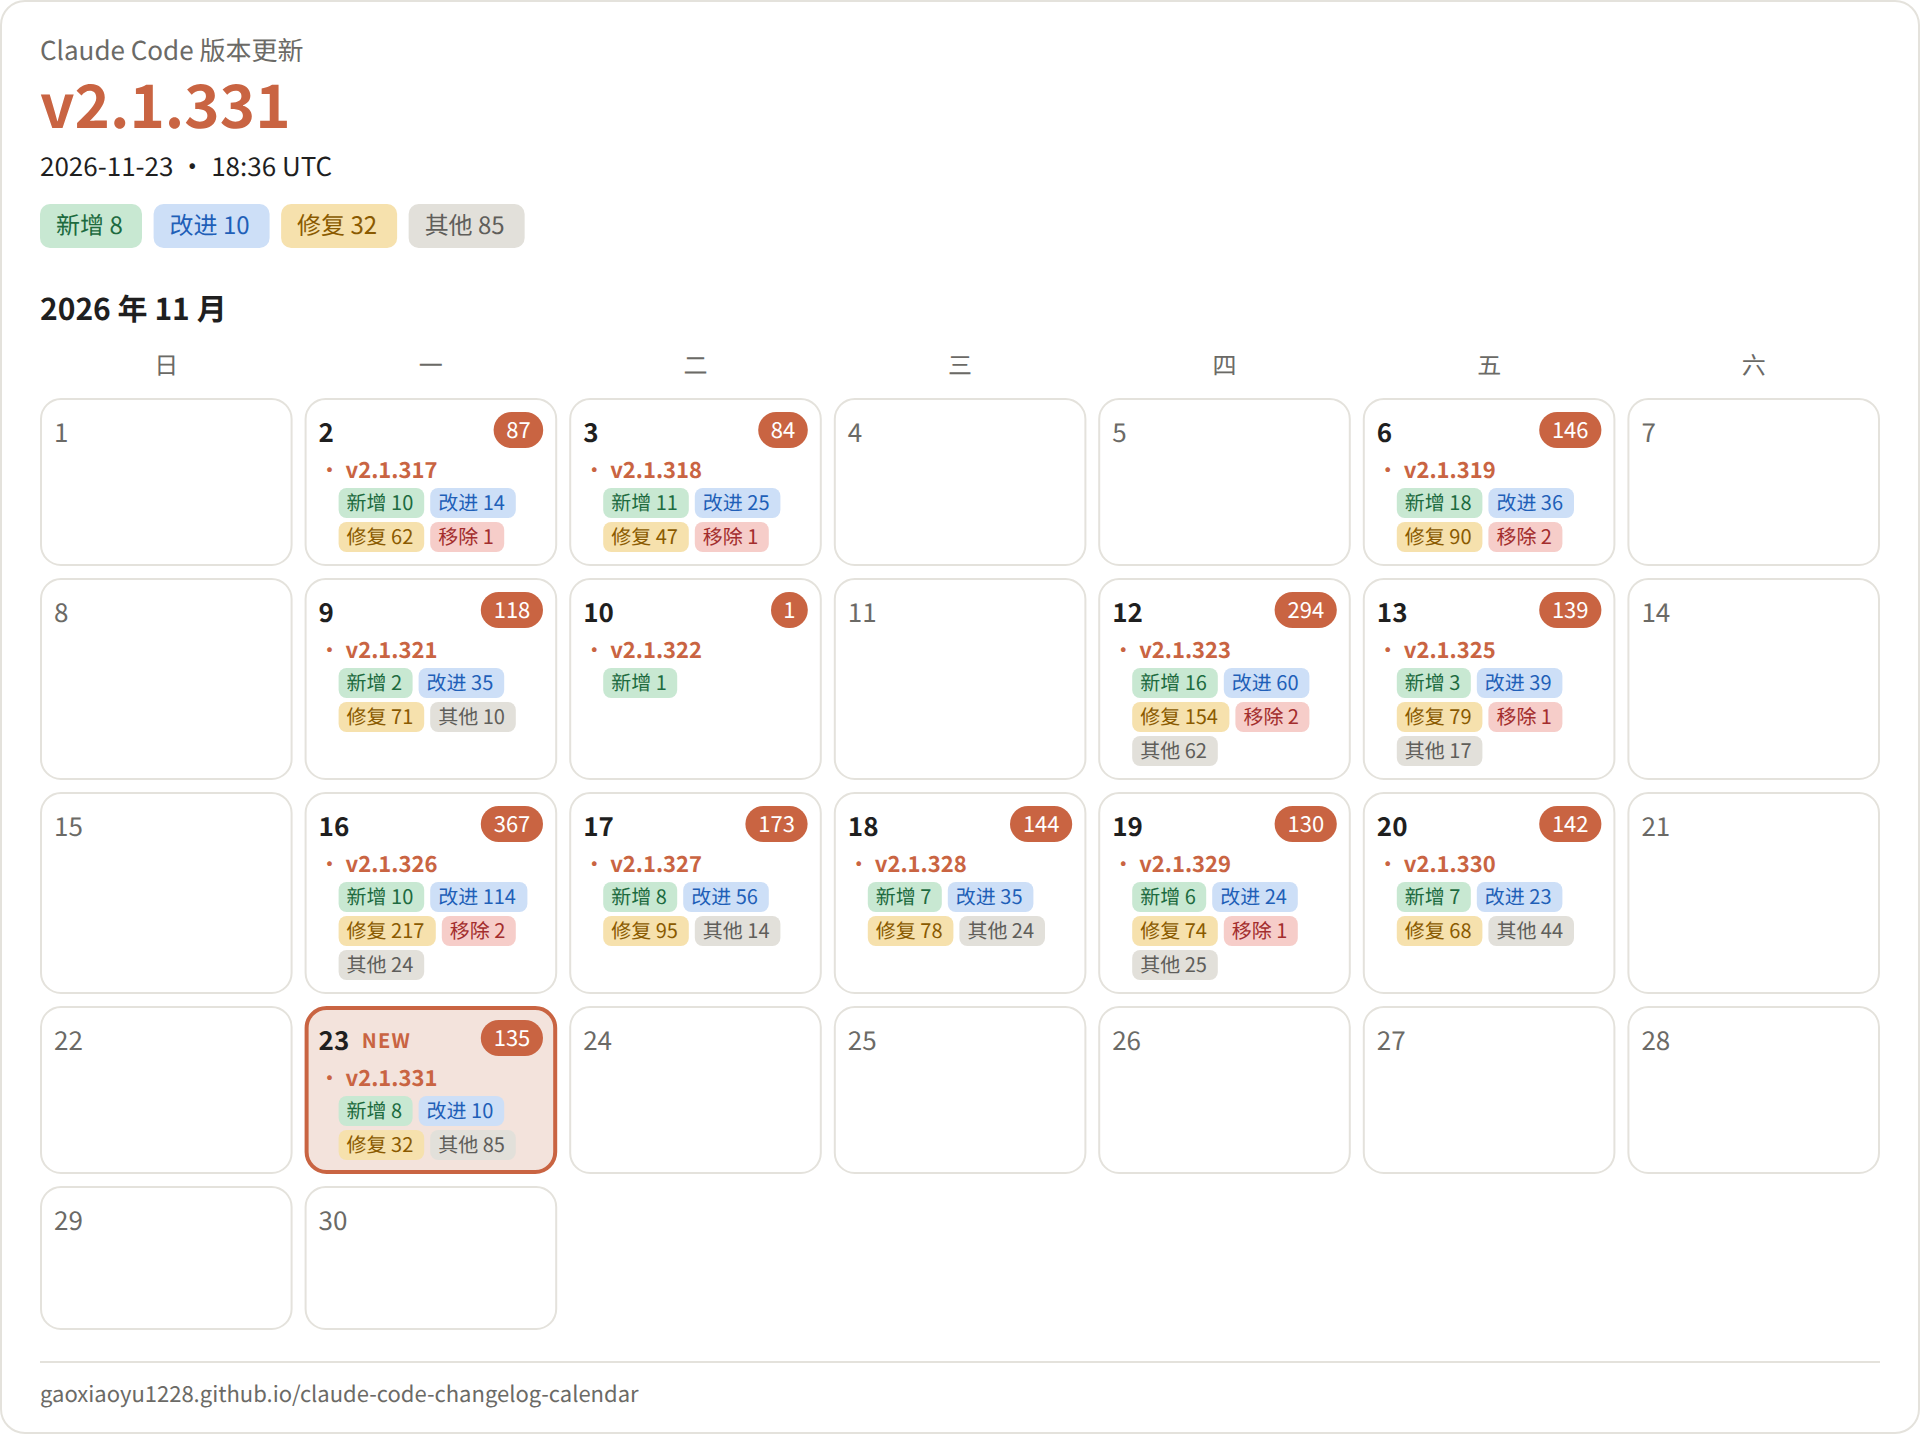 Claude Code 版本更新
v2.1.331
2026-11-23 • 18:36 UTC
新增 8 改进 10 修复 32 其他 85
2026 年 11 月
日 一 二 三 四 五 六
1
2 87
• v2.1.317
新增 10 改进 14
修复 62 移除 1
3 84
• v2.1.318
新增 11 改进 25
修复 47 移除 1
4
5
6 146
• v2.1.319
新增 18 改进 36
修复 90 移除 2
7
8
9 118
• v2.1.321
新增 2 改进 35
修复 71 其他 10
10 1
• v2.1.322
新增 1
11
12 294
• v2.1.323
新增 16 改进 60
修复 154 移除 2
其他 62
13 139
• v2.1.325
新增 3 改进 39
修复 79 移除 1
其他 17
14
15
16 367
• v2.1.326
新增 10 改进 114
修复 217 移除 2
其他 24
17 173
• v2.1.327
新增 8 改进 56
修复 95 其他 14
18 144
• v2.1.328
新增 7 改进 35
修复 78 其他 24
19 130
• v2.1.329
新增 6 改进 24
修复 74 移除 1
其他 25
20 142
• v2.1.330
新增 7 改进 23
修复 68 其他 44
21
22
23 NEW 135
• v2.1.331
新增 8 改进 10
修复 32 其他 85
24
25
26
27
28
29
30
gaoxiaoyu1228.github.io/claude-code-changelog-calendar